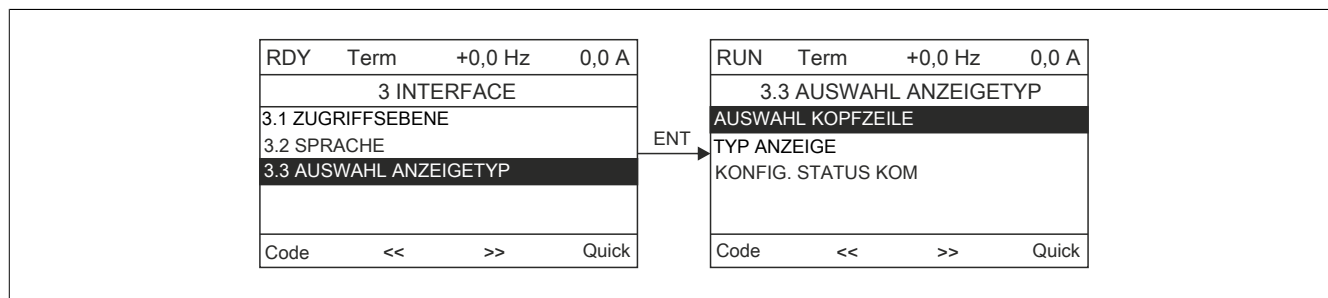 RDY Term +0,0 Hz 0,0 A
3 INTERFACE
3.1 ZUGRIFFSEBENE
3.2 SPRACHE
3.3 AUSWAHL ANZEIGETYP
Code << >> Quick
ENT
RUN Term +0,0 Hz 0,0 A
3.3 AUSWAHL ANZEIGETYP
AUSWAHL KOPFZEILE
TYP ANZEIGE
KONFIG. STATUS KOM
Code << >> Quick